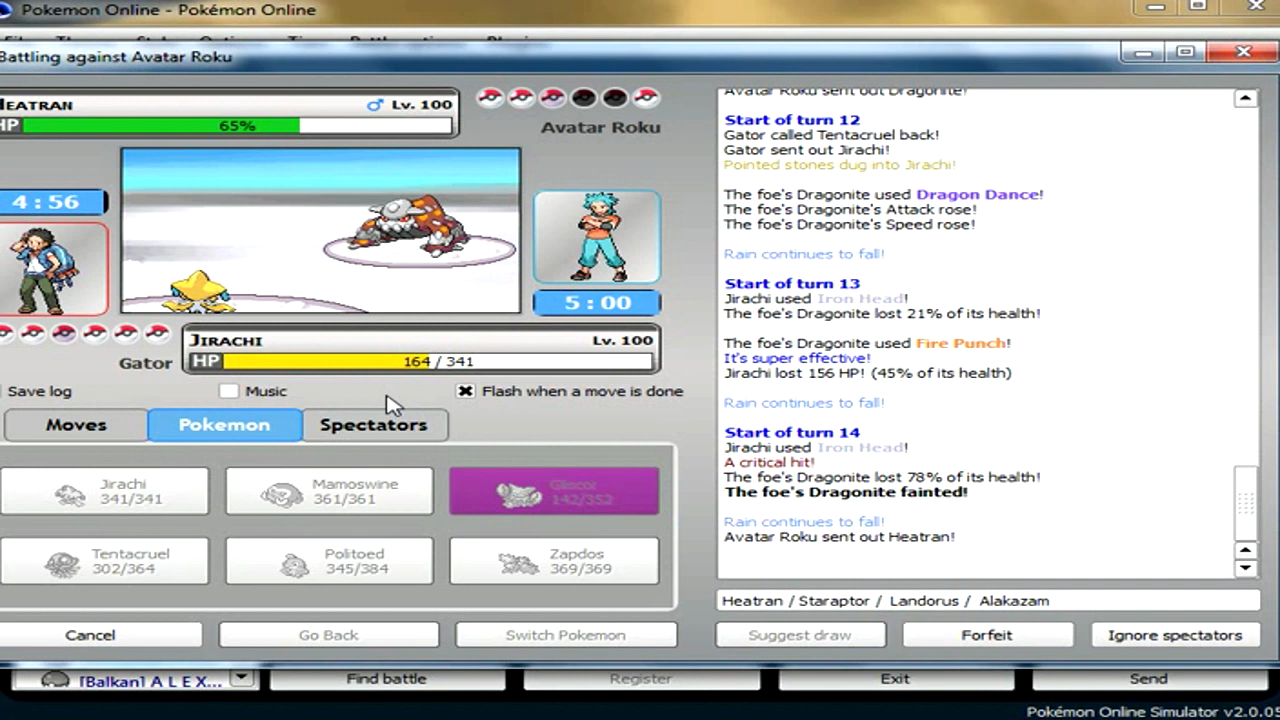 Pokemon Online - Pokémon Online
Battling against Avatar Roku
HEATRAN ♂ Lv. 100
HP 65%
Avatar Roku
4:56
5:00
JIRACHI Lv. 100
HP 164 / 341
Gator
Save log
Music
Flash when a move is done
Moves
Pokemon
Spectators
Jirachi
341/341
Mamoswine
361/361
Gliscor
142/352
Tentacruel
302/364
Politoed
345/384
Zapdos
369/369
Cancel
Go Back
Switch Pokemon
Avatar Roku sent out Dragonite!
Start of turn 12
Gator called Tentacruel back!
Gator sent out Jirachi!
Pointed stones dug into Jirachi!
The foe's Dragonite used Dragon Dance!
The foe's Dragonite's Attack rose!
The foe's Dragonite's Speed rose!
Rain continues to fall!
Start of turn 13
Jirachi used Iron Head!
The foe's Dragonite lost 21% of its health!
The foe's Dragonite used Fire Punch!
It's super effective!
Jirachi lost 156 HP! (45% of its health)
Rain continues to fall!
Start of turn 14
Jirachi used Iron Head!
A critical hit!
The foe's Dragonite lost 78% of its health!
The foe's Dragonite fainted!
Rain continues to fall!
Avatar Roku sent out Heatran!
Heatran / Staraptor / Landorus / Alakazam
Suggest draw
Forfeit
Ignore spectators
[Balkan] A L E X...
Find battle
Register
Exit
Send
Pokémon Online Simulator v2.0.05